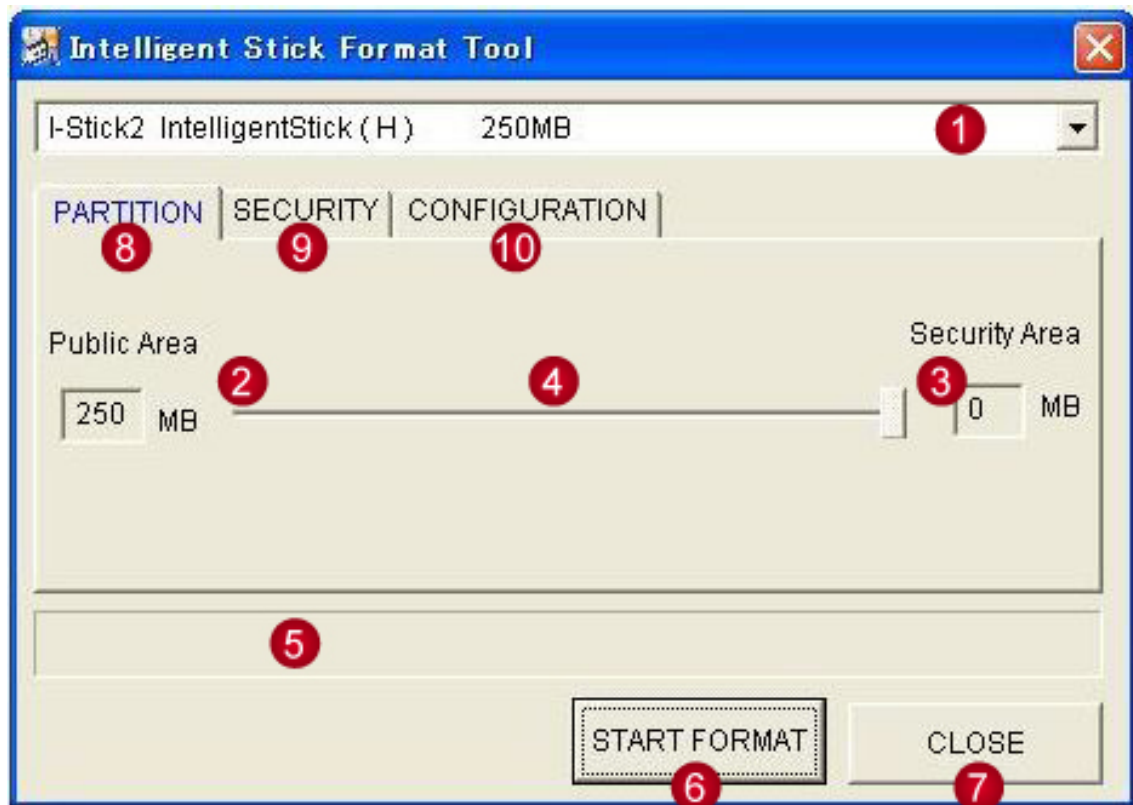 Intelligent Stick Format Tool
I-Stick2 IntelligentStick ( H ) 250MB 1
PARTITION SECURITY CONFIGURATION
8 9 10
Public Area Security Area
2 4 3
250 MB 0 MB
5
START FORMAT CLOSE
6 7